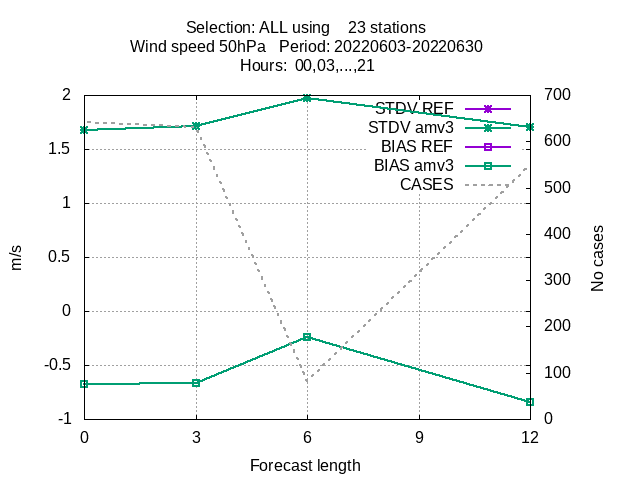 Selection: ALL using    23 stations
Wind speed 50hPa   Period: 20220603-20220630
Hours:  00,03,...,21
2
1.5
1
0.5
0
-0.5
-1
700
600
500
400
300
200
100
0
STDV REF
STDV amv3
BIAS REF
BIAS amv3
CASES
m/s
No cases
0 3 6 9 12
Forecast length